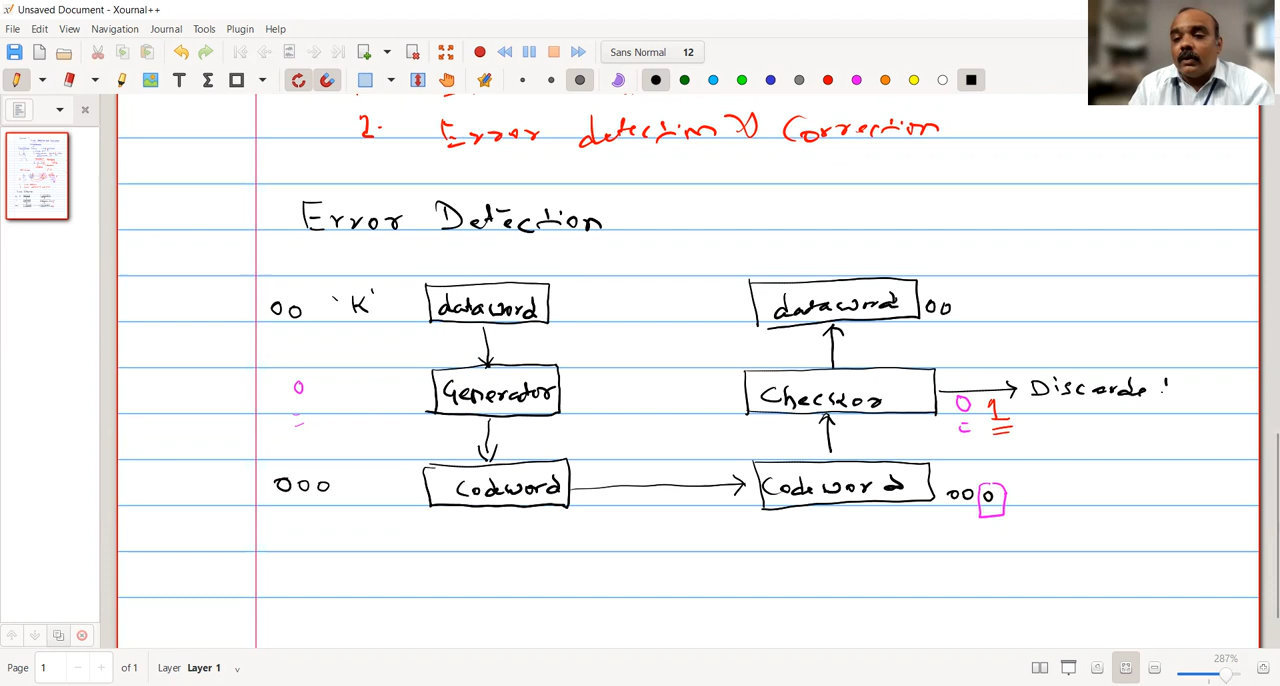 Unsaved Document - Xournal++
File Edit View Navigation Journal Tools Plugin Help
Sans Normal 12
2. Error detection & Correction
Error Detection
00 'K' dataword dataword 00
0 Generator Checker Discarde !
0 1
000 Codeword Codeword 000
Page 1 of 1 Layer Layer 1
287%